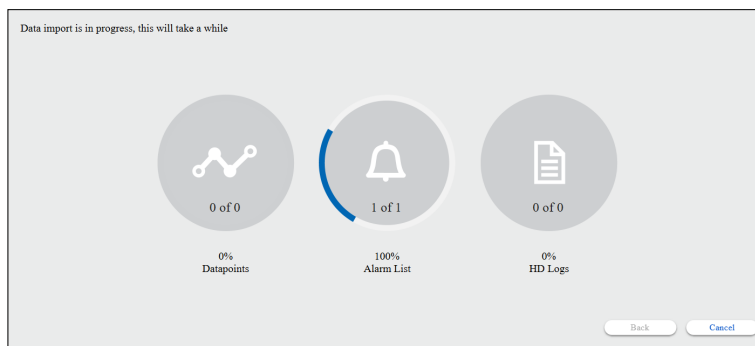 Data import is in progress, this will take a while
0 of 0
1 of 1
0 of 0
0%
Datapoints
100%
Alarm List
0%
HD Logs
Back
Cancel